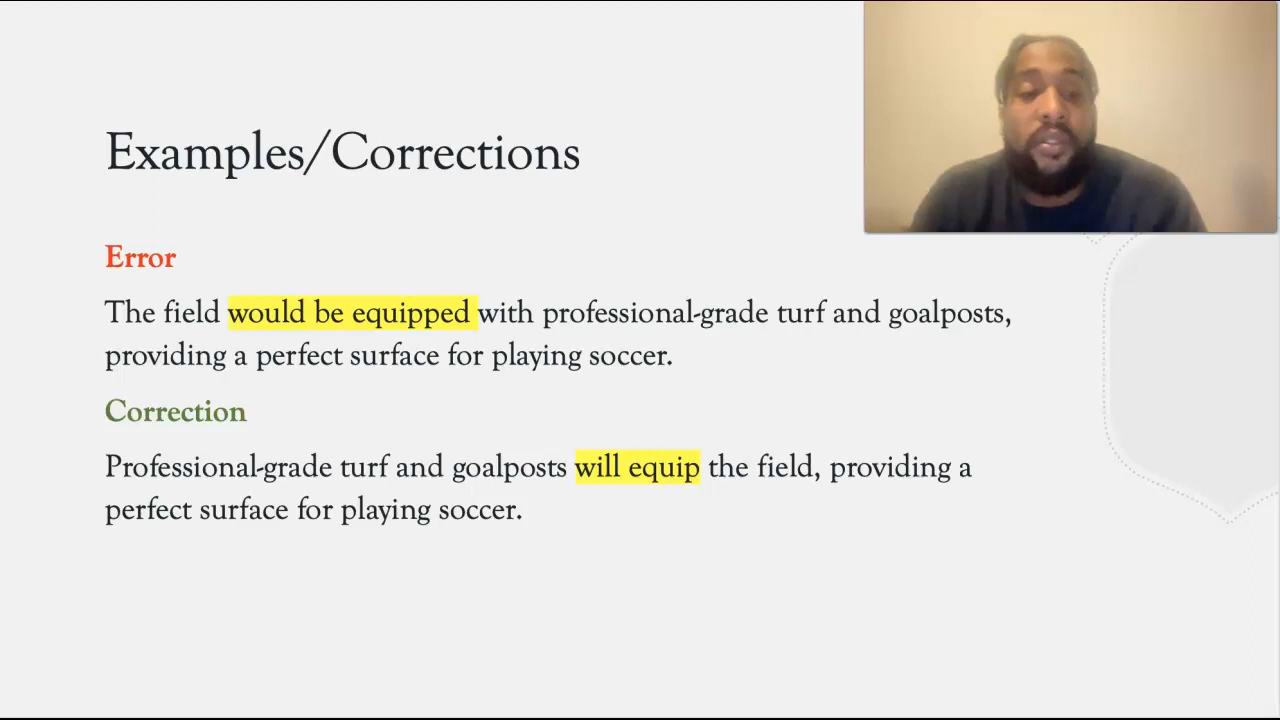 Examples/Corrections
Error
The field would be equipped with professional-grade turf and goalposts,
providing a perfect surface for playing soccer.
Correction
Professional-grade turf and goalposts will equip the field, providing a
perfect surface for playing soccer.